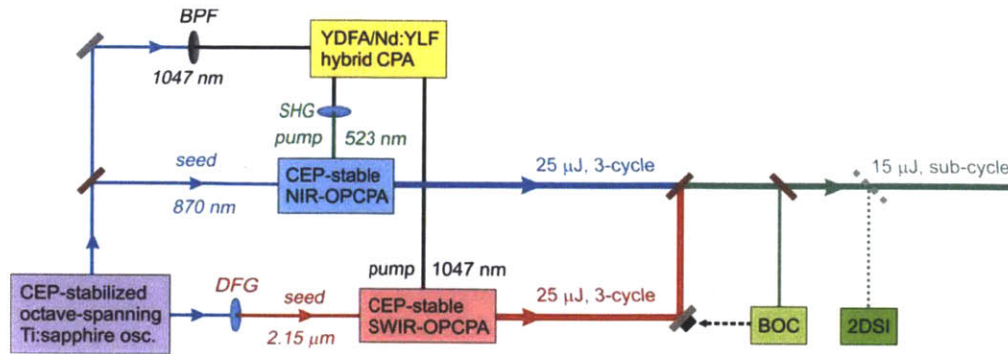 BPF
1047 nm
YDFA/Nd:YLF
hybrid CPA
SHG
pump
523 nm
seed
870 nm
CEP-stable
NIR-OPCPA
25 μJ, 3-cycle
15 μJ, sub-cycle
CEP-stabilized
octave-spanning
Ti:sapphire osc.
DFG
seed
2.15 μm
pump
1047 nm
CEP-stable
SWIR-OPCPA
25 μJ, 3-cycle
BOC
2DSI